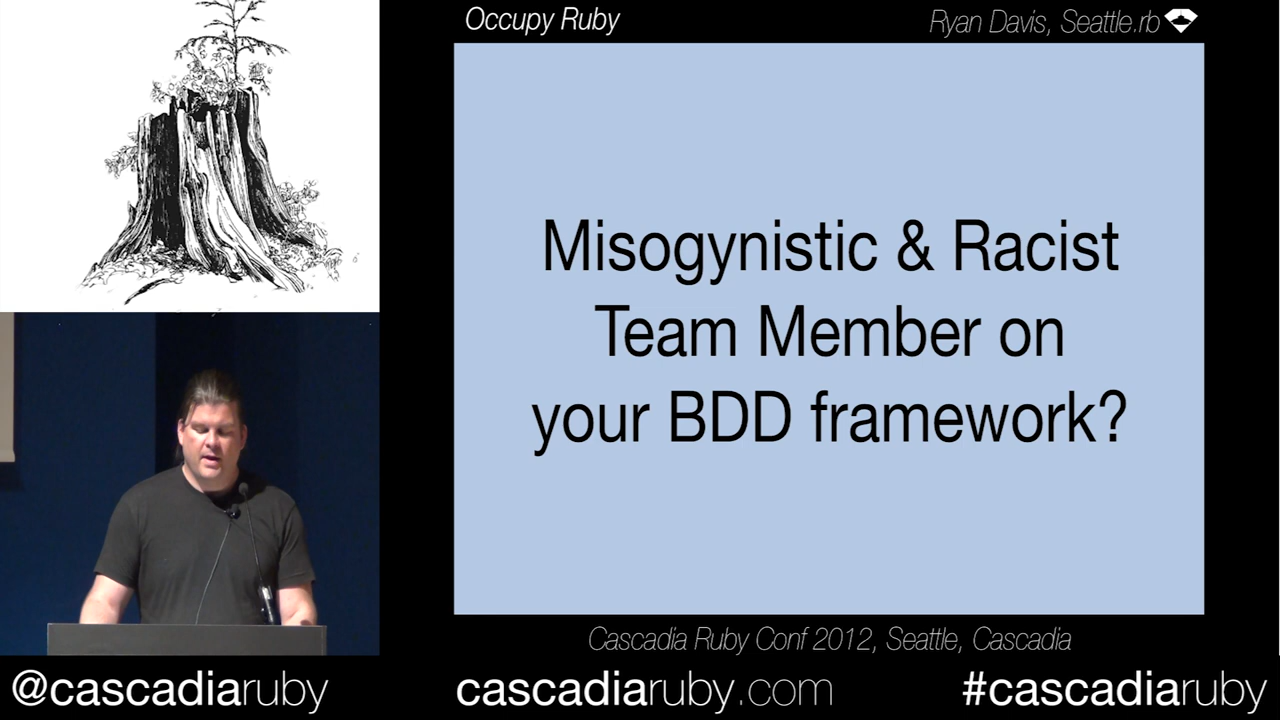 Occupy Ruby
Ryan Davis, Seattle.rb
Misogynistic & Racist
Team Member on
your BDD framework?
Cascadia Ruby Conf 2012, Seattle, Cascadia
@cascadiaruby
cascadiaruby.com
#cascadiaruby